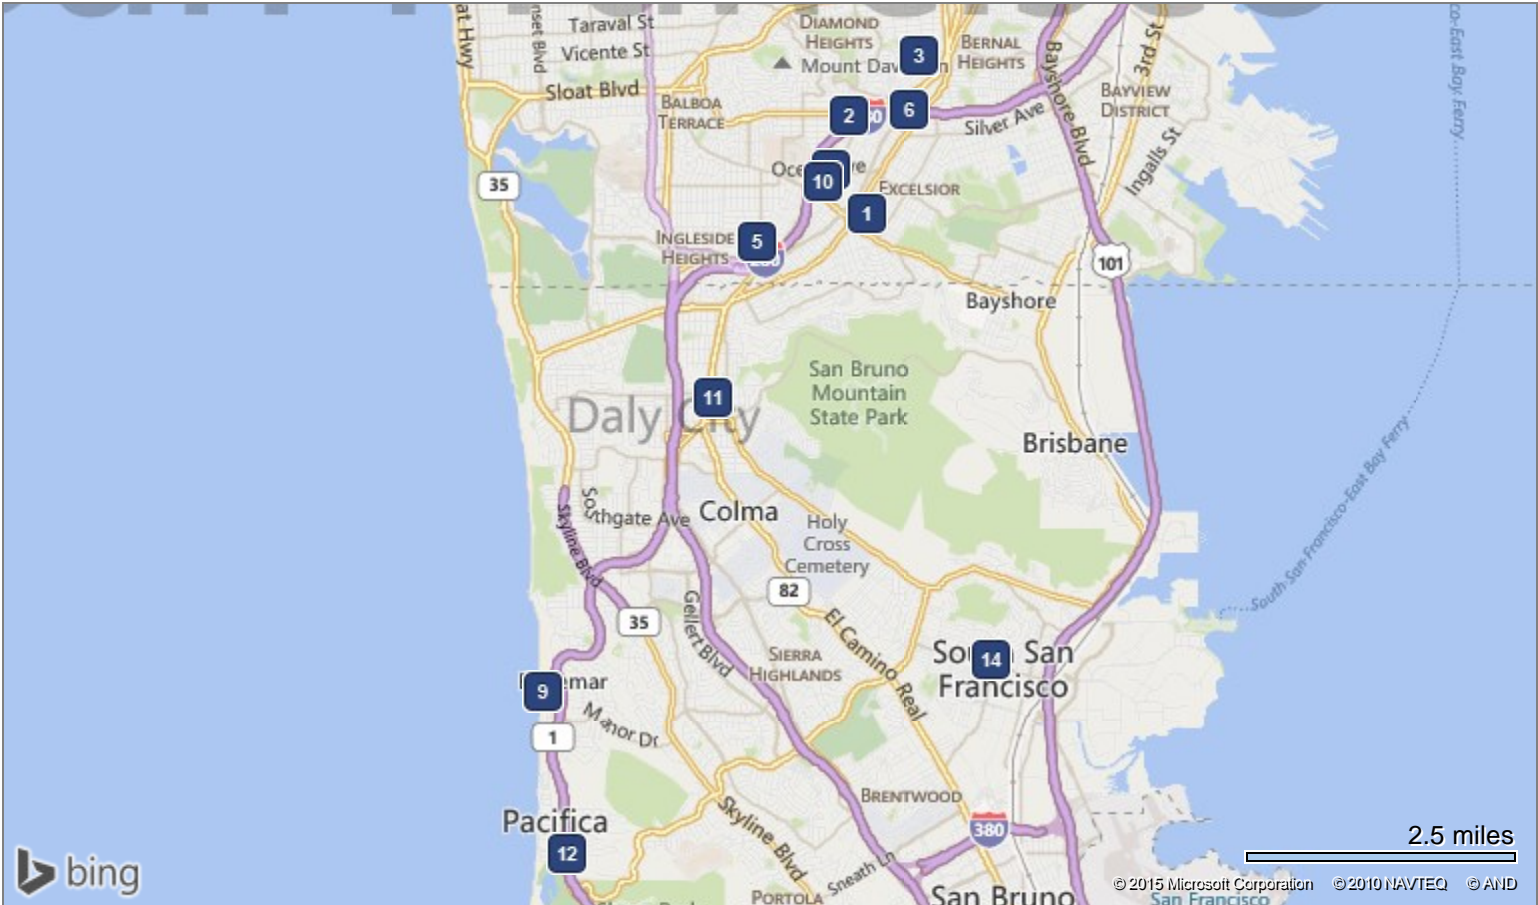 Taraval St
DIAMOND
HEIGHTS
Vicente St
BERNAL
HEIGHTS
3
Mount
3rd St
Bayshore Blvd
Sloat Blvd
BALBOA
TERRACE
2
6
Silver Ave
BAYVIEW
DISTRICT
Ingalls St
35
10
EXCELSIOR
1
INGLESIDE
HEIGHTS
5
101
Bayshore
San Bruno
Mountain
State Park
11
Daly City
Brisbane
Southgate Ave
Colma
Skyline Blvd
Holy
Cross
Cemetery
82
35
Gellert Blvd
El Camino Real
South San Francisco-East Bay Ferry
SIERRA
HIGHLANDS
14
San
Francisco
9
Manor Dr
1
BRENTWOOD
Pacifica
12
Skyline Blvd
380
Sneath Ln
PORTOLA
San Bruno
San Francisco
2.5 miles
bing
© 2015 Microsoft Corporation © 2010 NAVTEQ © AND